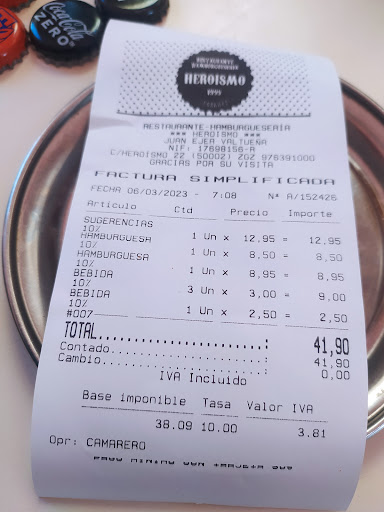 Coca-Cola
ZERO
RESTAURANTE
HAMBURGUESERÍA
HEROISMO
1995
RESTAURANTE-HAMBURGUESERÍA
*** HEROISMO ***
JUAN EJEA VALTUEÑA
NIF: 17698156-R
C/HEROISMO 22 (50002) ZGZ 976391000
GRACIAS POR SU VISITA
FACTURA SIMPLIFICADA
FECHA 06/03/2023 - 7:08 Nª A/152426
Artículo Ctd Precio Importe
SUGERENCIAS 1 Un x 12,95 = 12,95
10%
HAMBURGUESA 1 Un x 8,50 = 8,50
10%
HAMBURGUESA 1 Un x 8,95 = 8,95
10%
BEBIDA 3 Un x 3,00 = 9,00
10%
BEBIDA 1 Un x 2,50 = 2,50
10%
#007
TOTAL......................: 41,90
Contado....................: 41,90
Cambio.....................: 0,00
IVA Incluido
Base imponible Tasa Valor IVA
38.09 10.00 3.81
Opr: CAMARERO